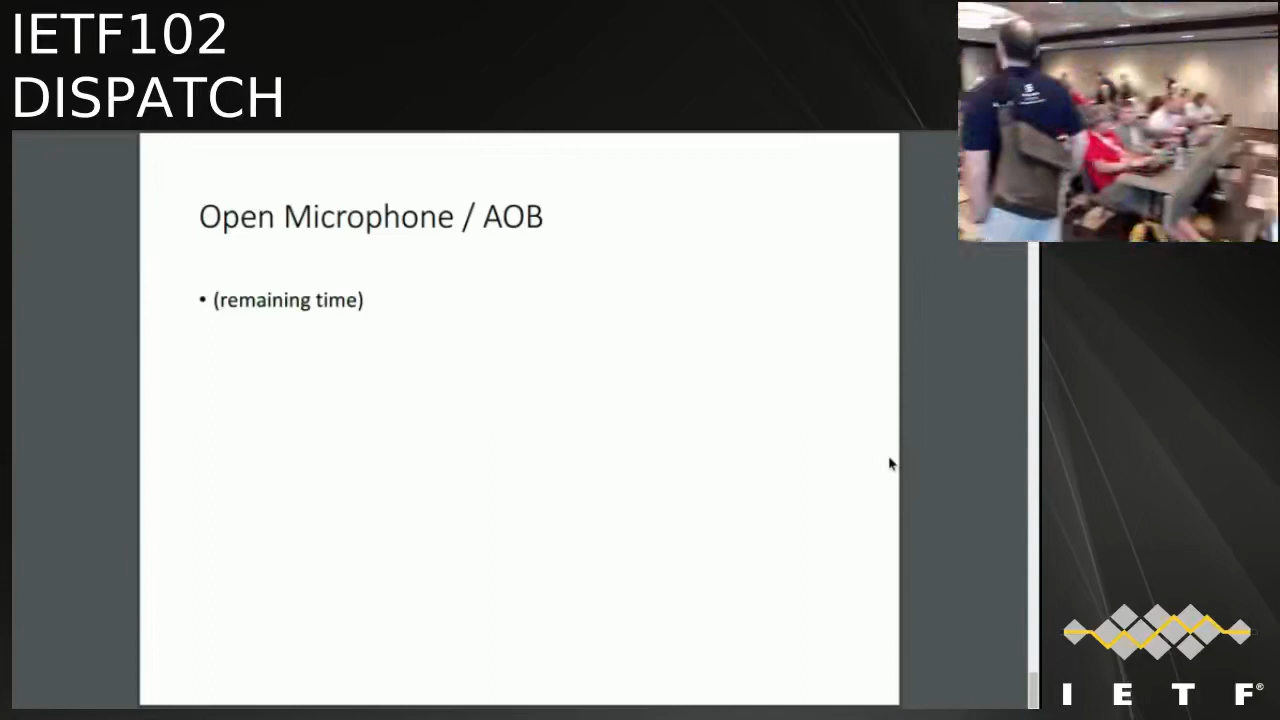 IETF102
DISPATCH
Open Microphone / AOB
• (remaining time)
I E T F®